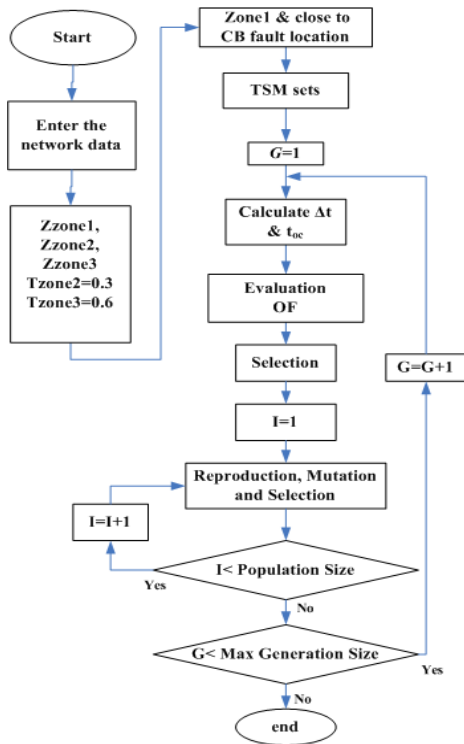 Start
Enter the
network data
Zzone1,
Zzone2,
Zzone3
Tzone2=0.3
Tzone3=0.6
Zone1 & close to
CB fault location
TSM sets
G=1
Calculate Δt
& toc
Evaluation
OF
Selection
I=1
Reproduction, Mutation
and Selection
I=I+1
I< Population Size
Yes
No
G< Max Generation Size
Yes
G=G+1
No
end